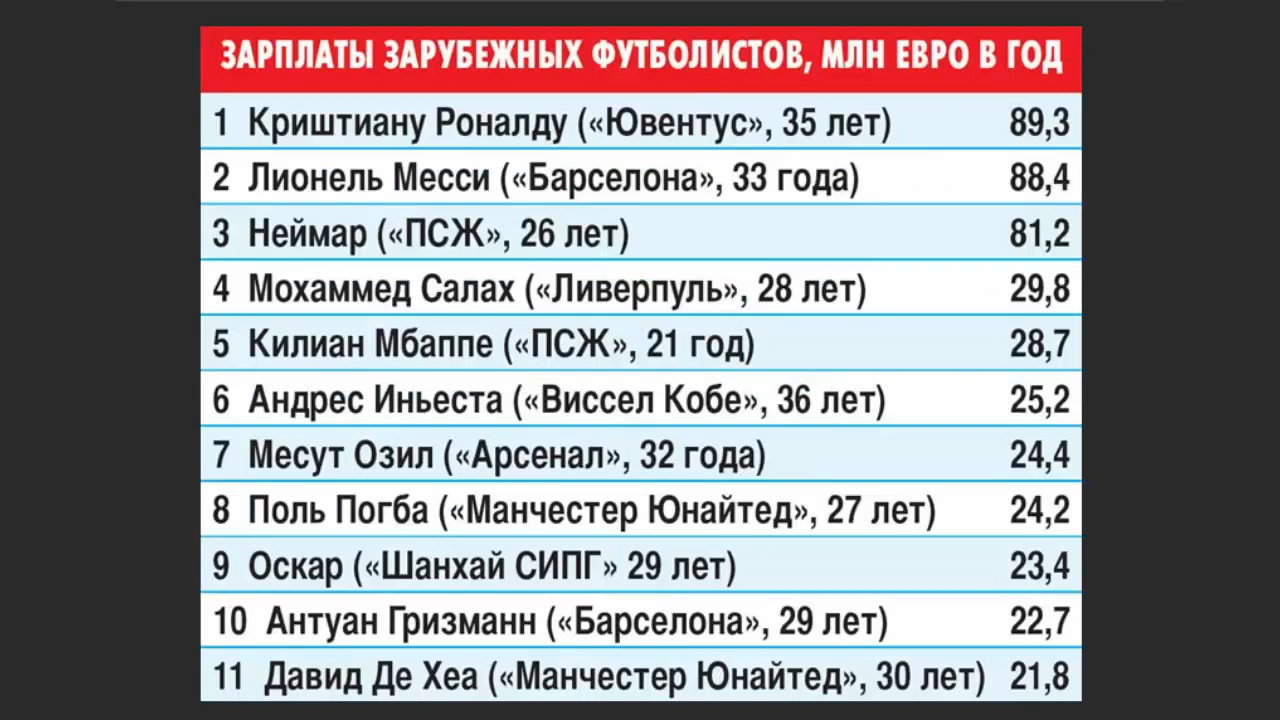 ЗАРПЛАТЫ ЗАРУБЕЖНЫХ ФУТБОЛИСТОВ, МЛН ЕВРО В ГОД
1 Криштиану Роналду («Ювентус», 35 лет) 89,3
2 Лионель Месси («Барселона», 33 года) 88,4
3 Неймар («ПСЖ», 26 лет) 81,2
4 Мохаммед Салах («Ливерпуль», 28 лет) 29,8
5 Килиан Мбаппе («ПСЖ», 21 год) 28,7
6 Андрес Иньеста («Виссел Кобе», 36 лет) 25,2
7 Месут Озил («Арсенал», 32 года) 24,4
8 Поль Погба («Манчестер Юнайтед», 27 лет) 24,2
9 Оскар («Шанхай СИПГ» 29 лет) 23,4
10 Антуан Гризманн («Барселона», 29 лет) 22,7
11 Давид Де Хеа («Манчестер Юнайтед», 30 лет) 21,8